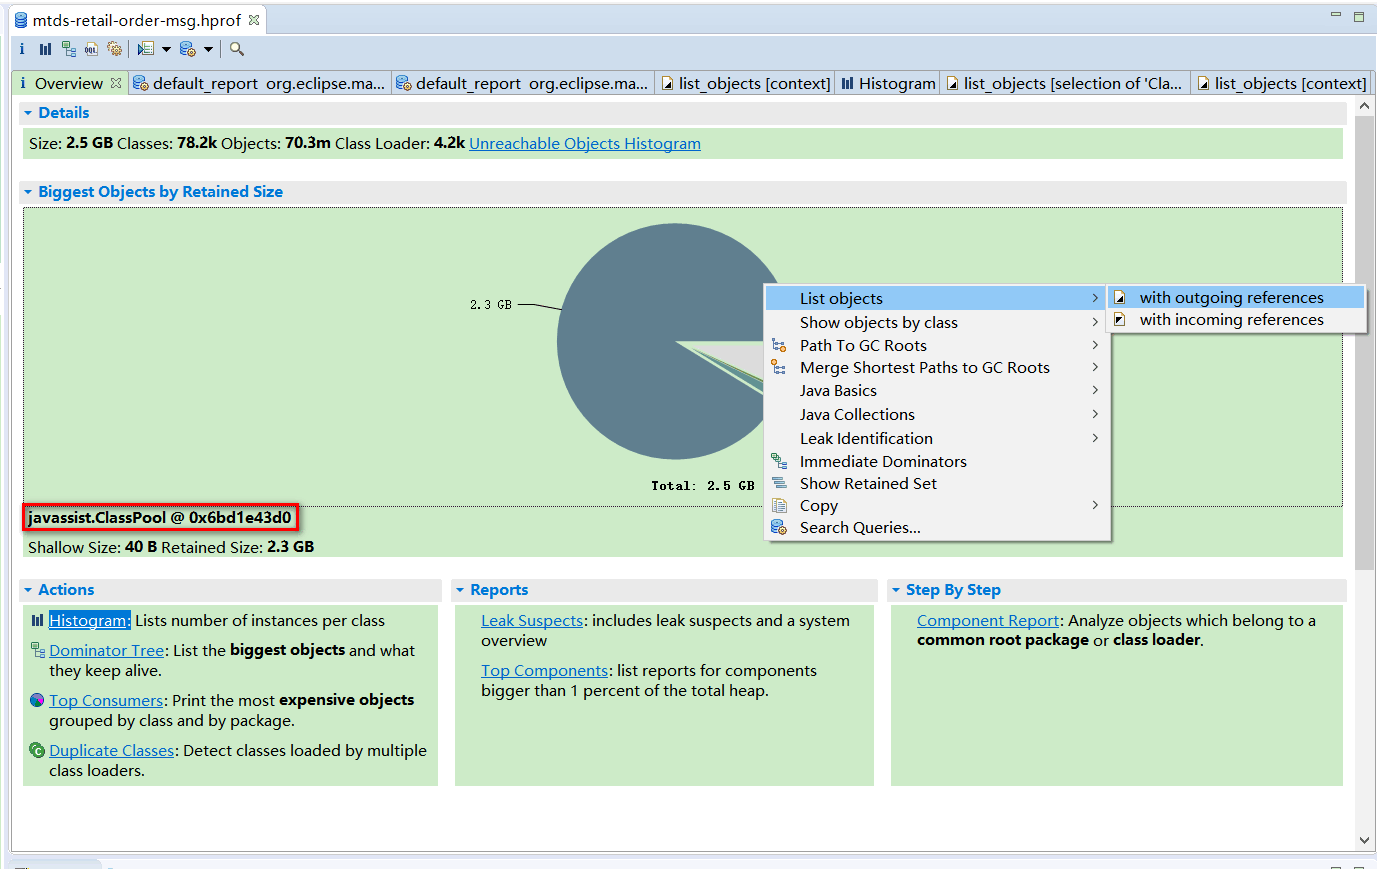 mtds-retail-order-msg.hprof
Overview default_report org.eclipse.ma... default_report org.eclipse.ma... list_objects [context] Histogram list_objects [selection of 'Cla... list_objects [context]
Details
Size: 2.5 GB Classes: 78.2k Objects: 70.3m Class Loader: 4.2k Unreachable Objects Histogram
Biggest Objects by Retained Size
2.3 GB
Total: 2.5 GB
List objects
Show objects by class
Path To GC Roots
Merge Shortest Paths to GC Roots
Java Basics
Java Collections
Leak Identification
Immediate Dominators
Show Retained Set
Copy
Search Queries...
with outgoing references
with incoming references
javassist.ClassPool @ 0x6bd1e43d0
Shallow Size: 40 B Retained Size: 2.3 GB
Actions
Histogram: Lists number of instances per class
Dominator Tree: List the biggest objects and what
they keep alive.
Top Consumers: Print the most expensive objects
grouped by class and by package.
Duplicate Classes: Detect classes loaded by multiple
class loaders.
Reports
Leak Suspects: includes leak suspects and a system
overview
Top Components: list reports for components
bigger than 1 percent of the total heap.
Step By Step
Component Report: Analyze objects which belong to a
common root package or class loader.